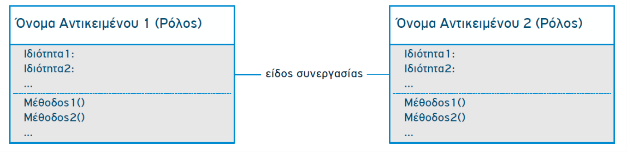 Όνομα Αντικειμένου 1 (Ρόλος)
Ιδιότητα1:
Ιδιότητα2:
...
Μέθοδος1()
Μέθοδος2()
...
είδος συνεργασίας
Όνομα Αντικειμένου 2 (Ρόλος)
Ιδιότητα1:
Ιδιότητα2:
...
Μέθοδος1()
Μέθοδος2()
...